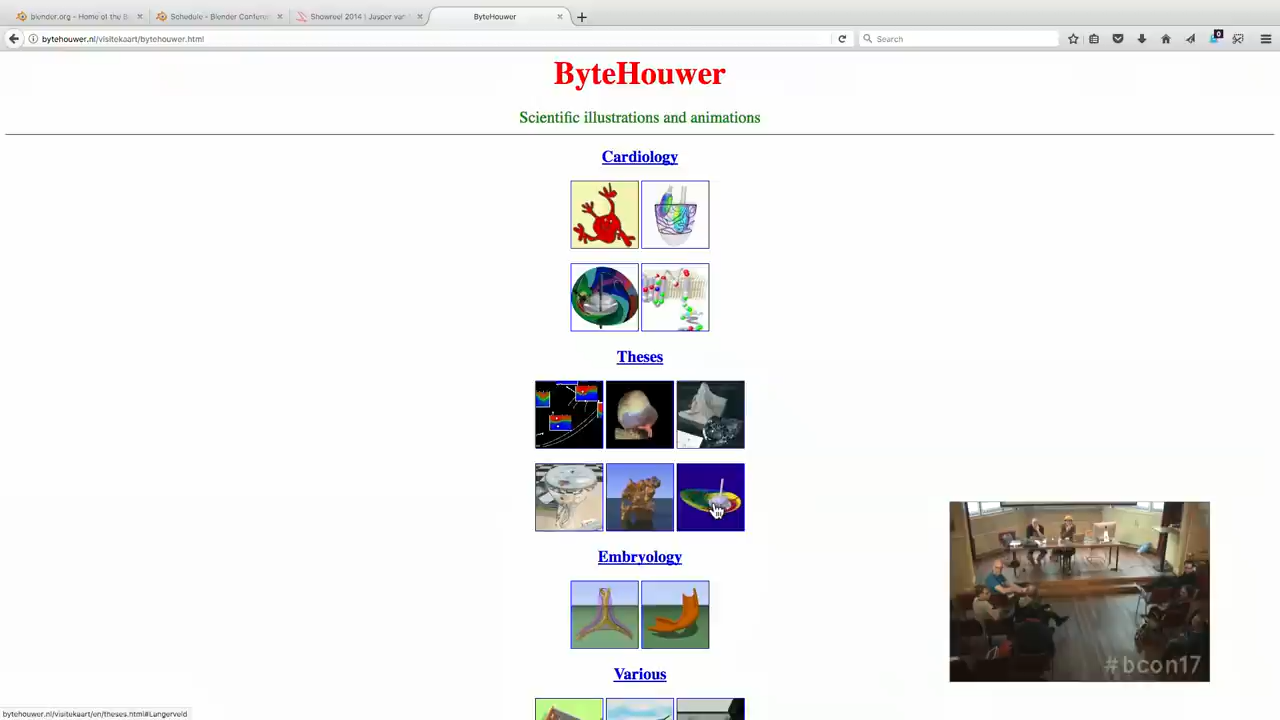 blender.org - Home of the B
Schedule - Blender Confere
Showreel 2014 | Jasper van
ByteHouwer
bytehouwer.nl/visitekaart/bytehouwer.html
Search
0
ByteHouwer
Scientific illustrations and animations
Cardiology
Theses
Embryology
#bcon17
Various
bytehouwer.nl/visitekaart/en/theses.html#Langerveld